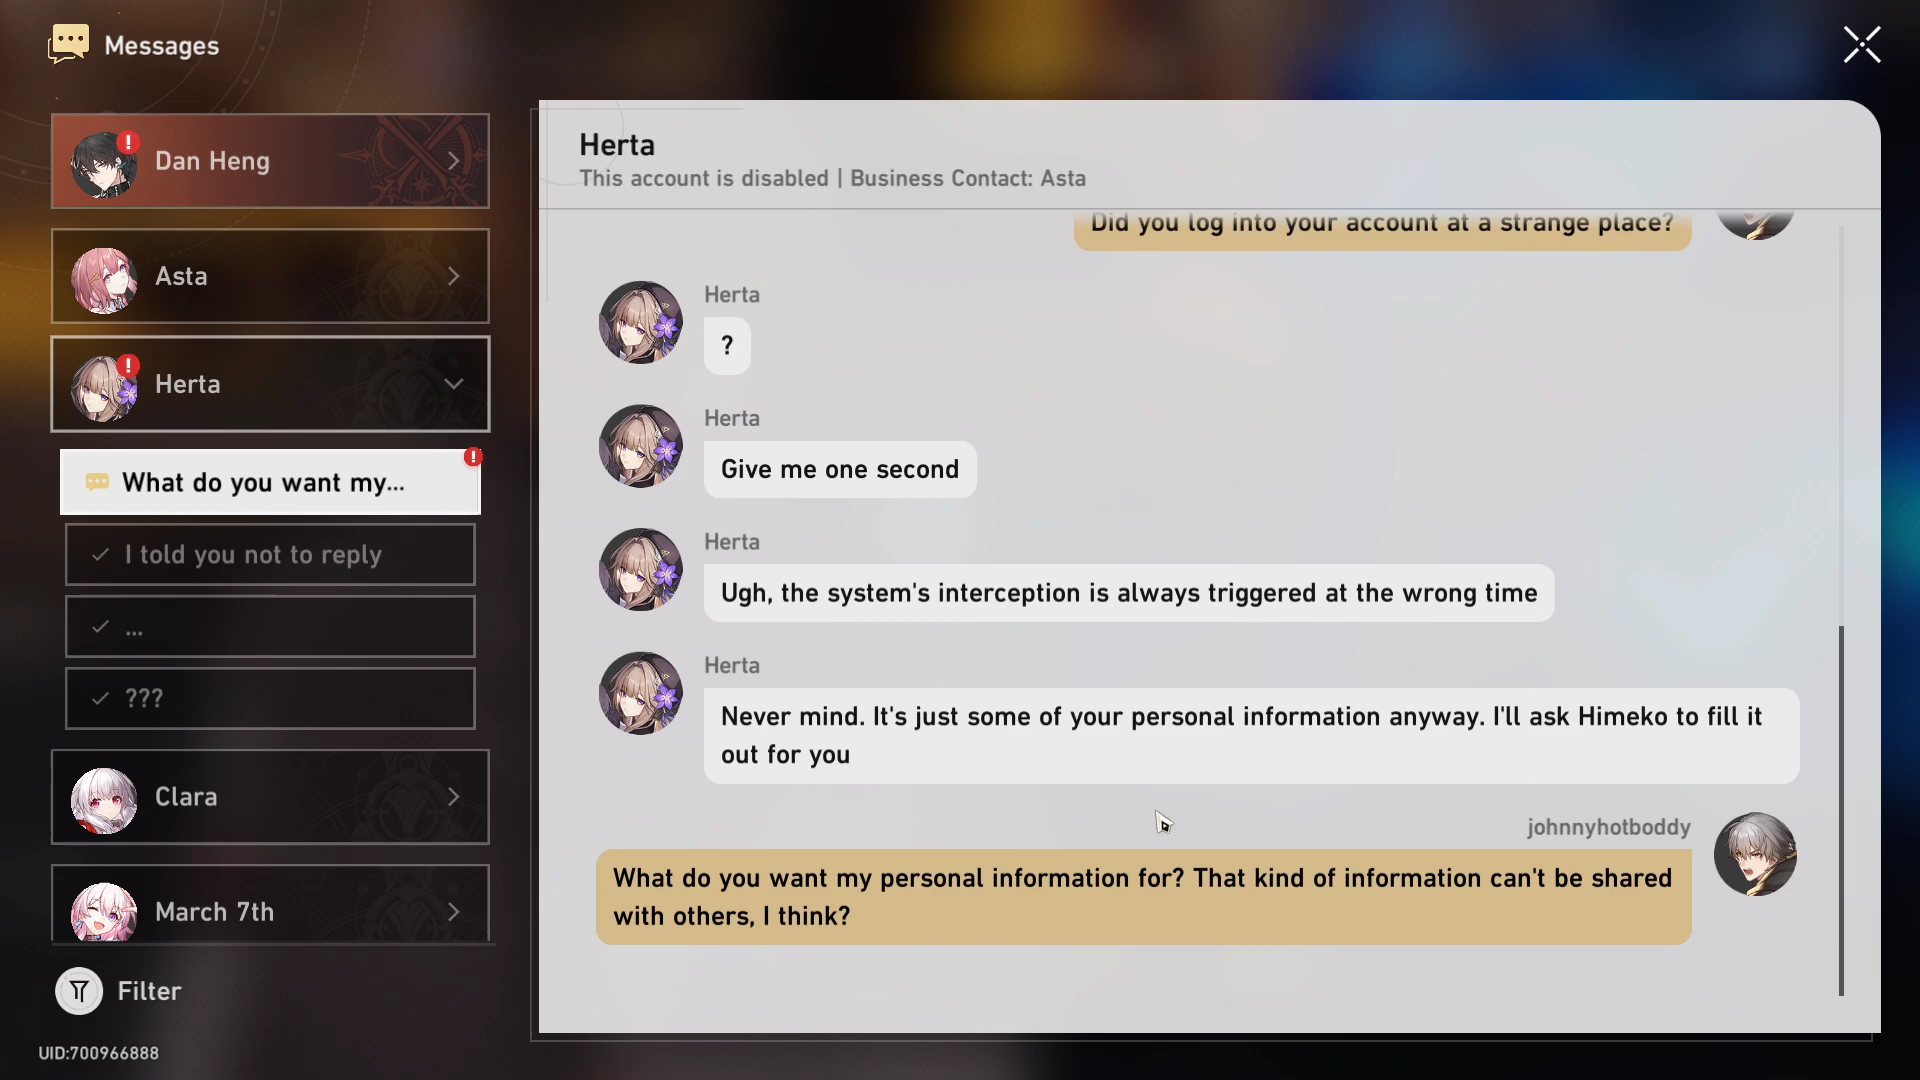 Messages
Dan Heng
Asta
Herta
What do you want my...
I told you not to reply
...
???
Clara
March 7th
Filter
UID:700966888
Herta
This account is disabled | Business Contact: Asta
Did you log into your account at a strange place?
Herta
?
Herta
Give me one second
Herta
Ugh, the system's interception is always triggered at the wrong time
Herta
Never mind. It's just some of your personal information anyway. I'll ask Himeko to fill it
out for you
johnnyhotboddy
What do you want my personal information for? That kind of information can't be shared
with others, I think?